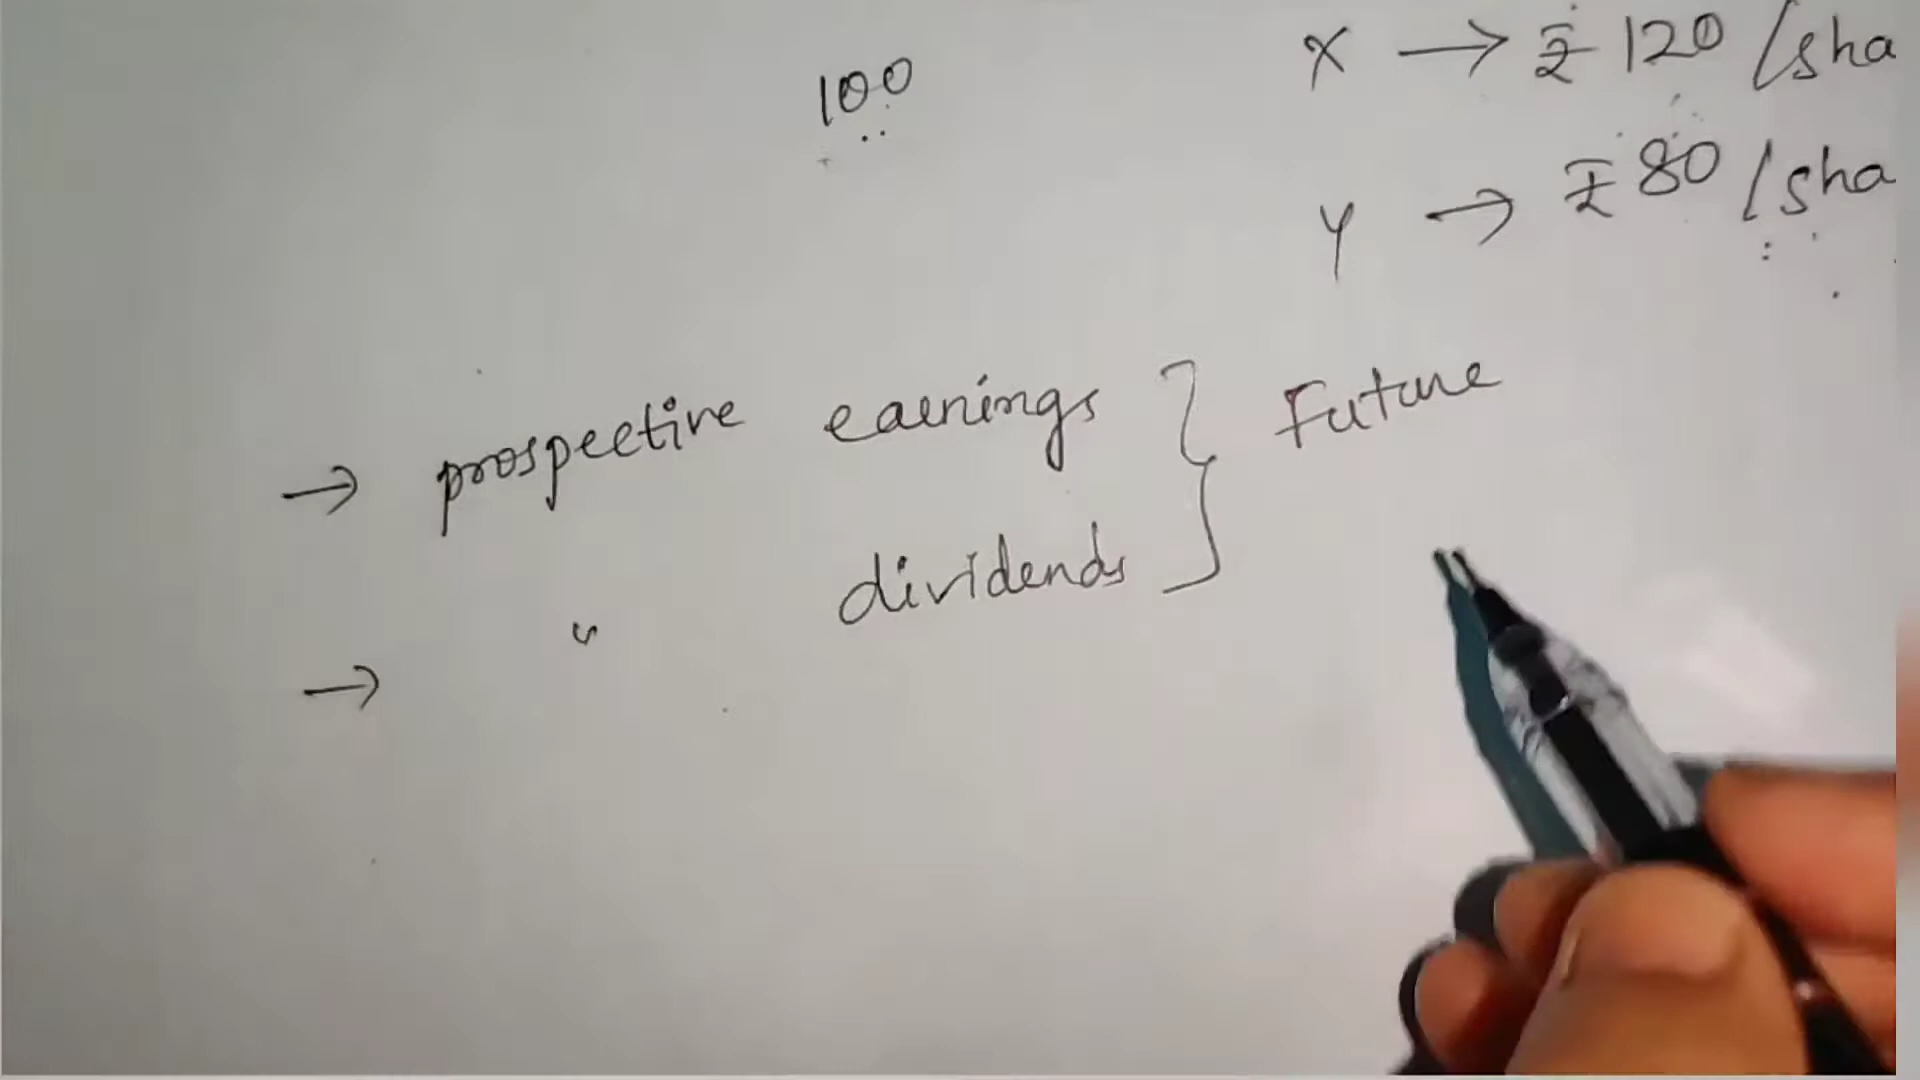 100
X → ₹ 120 /sha
Y → ₹ 80 /sha
→ prospective earnings } Future
→ " dividends